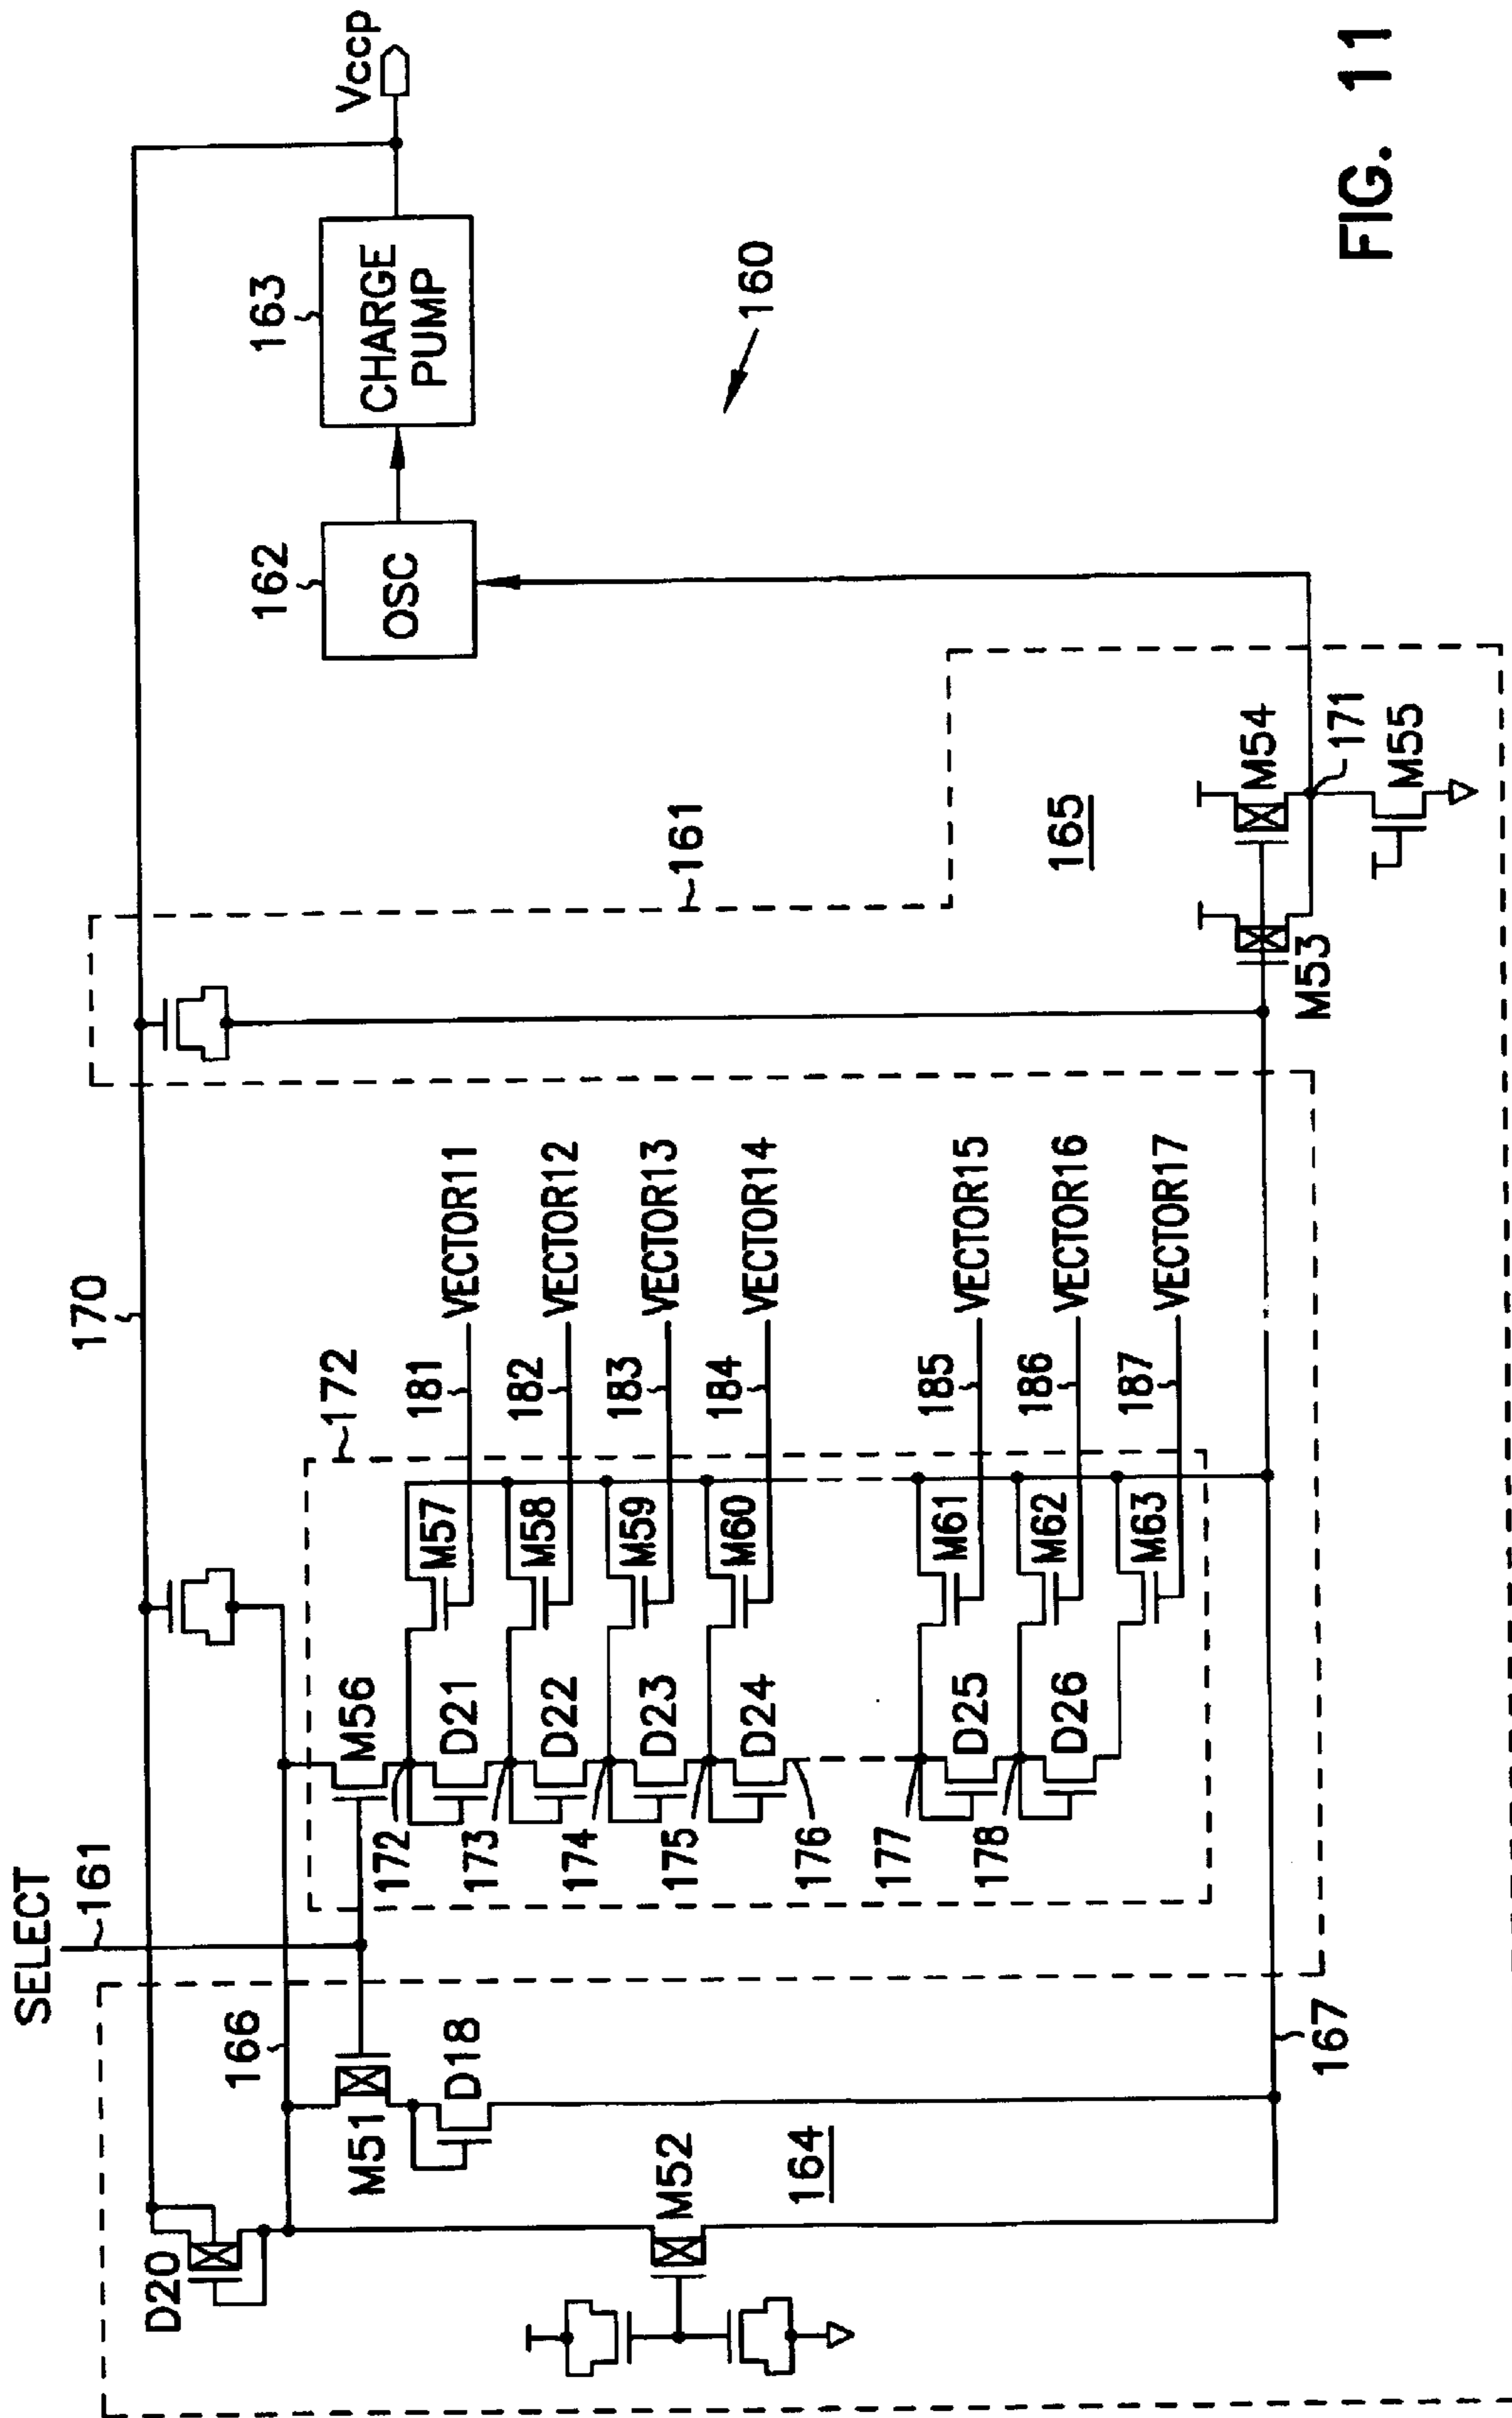 SELECT
161
170
Vccp
163
CHARGE
PUMP
162
OSC
160
FIG. 11
D20
166
M51
D18
M52
164
167
172
M56
172
D21
M57
181
VECTOR11
173
D22
M58
182
VECTOR12
174
D23
M59
183
VECTOR13
175
D24
M60
184
VECTOR14
176
177
D25
M61
185
VECTOR15
178
D26
M62
186
VECTOR16
M63
187
VECTOR17
161
165
M53
M54
171
M55